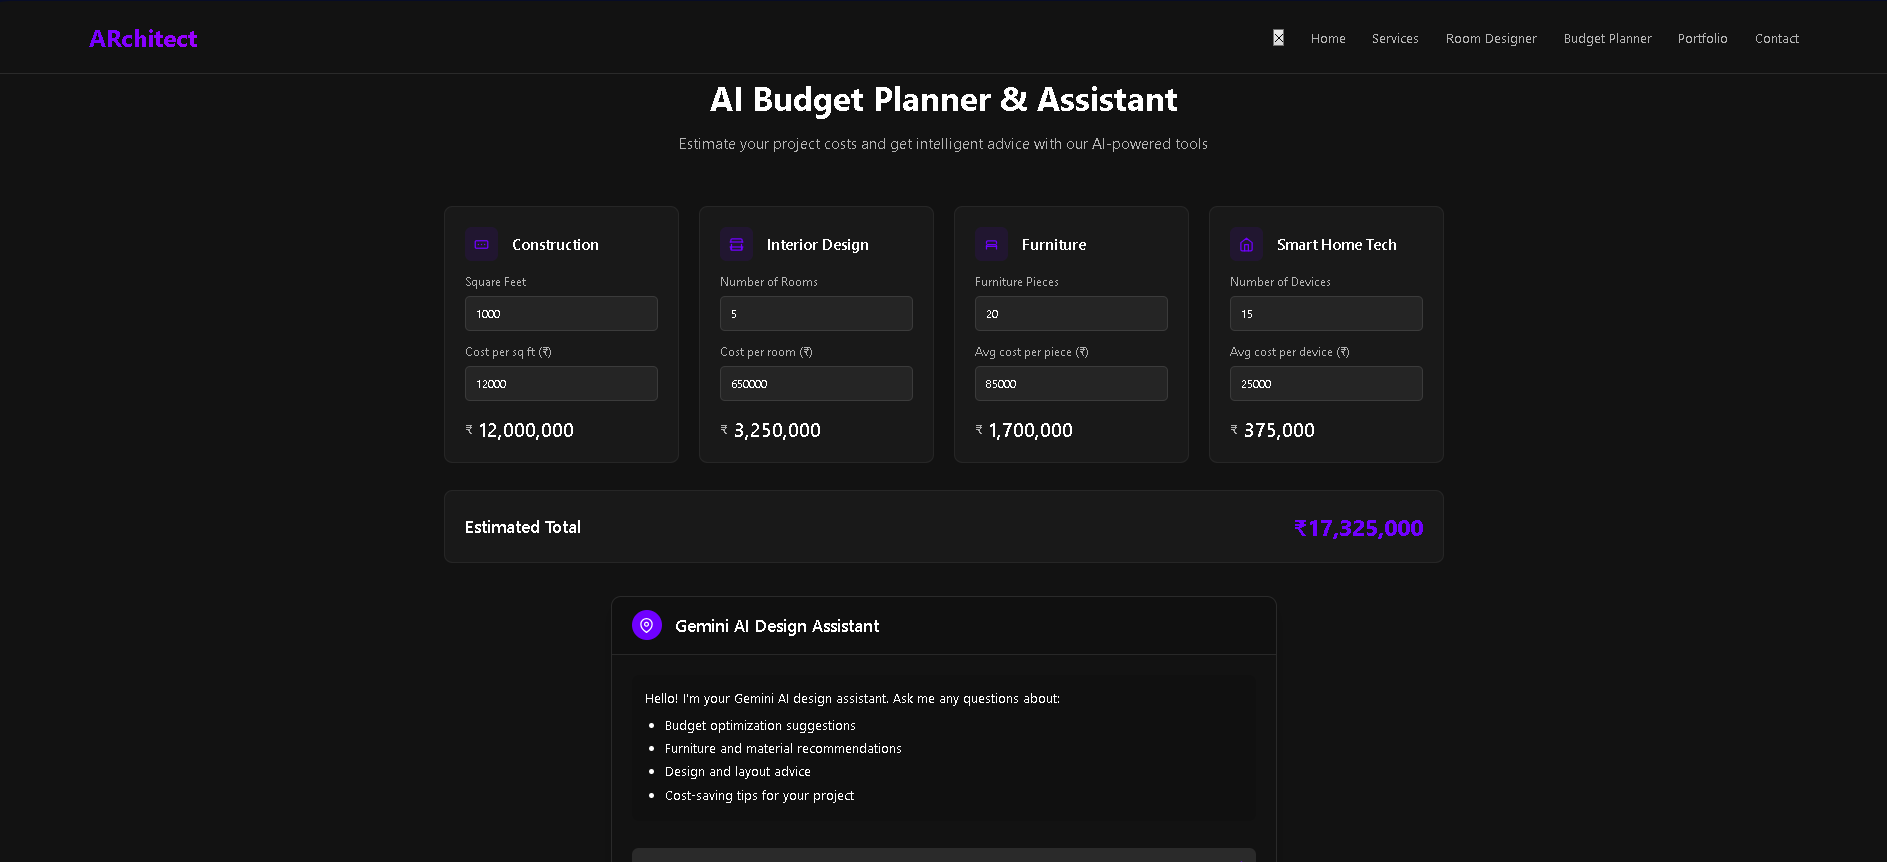 ARchitect
Home Services Room Designer Budget Planner Portfolio Contact
AI Budget Planner & Assistant
Estimate your project costs and get intelligent advice with our AI-powered tools
Construction
Square Feet
1000
Cost per sq ft (₹)
12000
₹ 12,000,000
Interior Design
Number of Rooms
5
Cost per room (₹)
650000
₹ 3,250,000
Furniture
Furniture Pieces
20
Avg cost per piece (₹)
85000
₹ 1,700,000
Smart Home Tech
Number of Devices
15
Avg cost per device (₹)
25000
₹ 375,000
Estimated Total ₹17,325,000
Gemini AI Design Assistant
Hello! I'm your Gemini AI design assistant. Ask me any questions about:
• Budget optimization suggestions
• Furniture and material recommendations
• Design and layout advice
• Cost-saving tips for your project